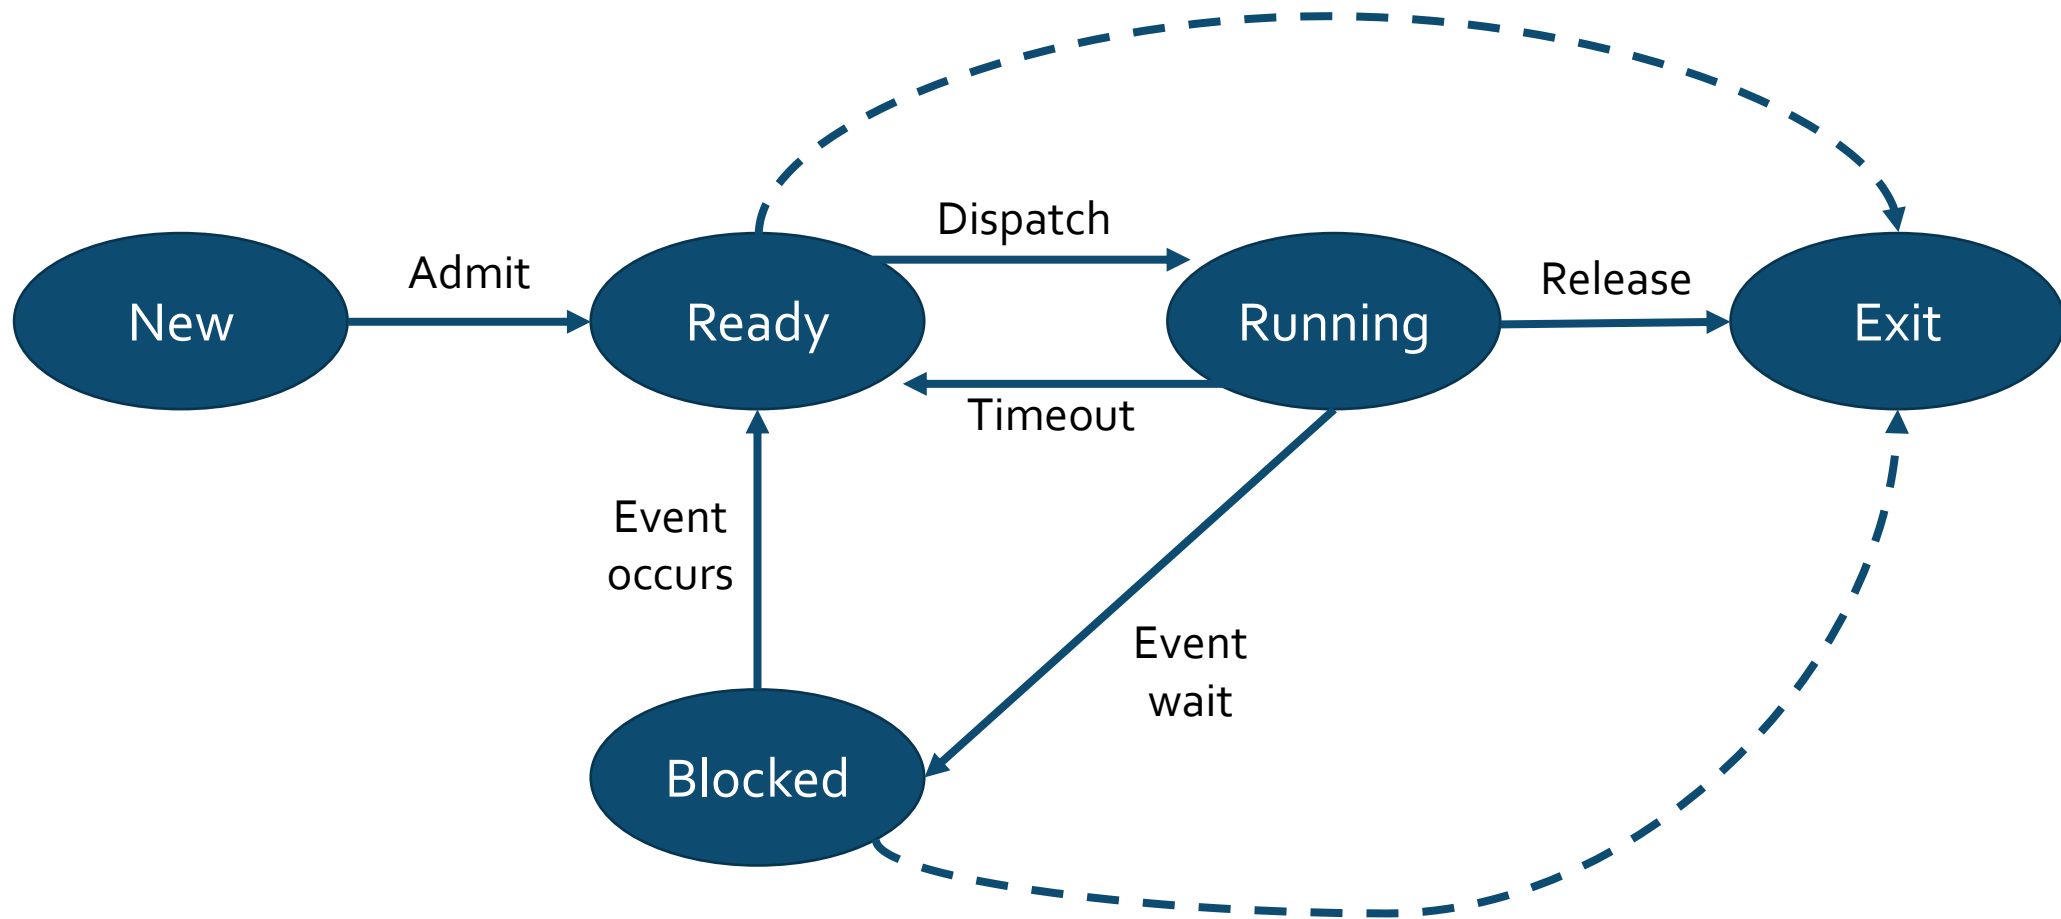 Dispatch
Admit
Release
New
Ready
Running
Exit
Timeout
Event
occurs
Event
wait
Blocked